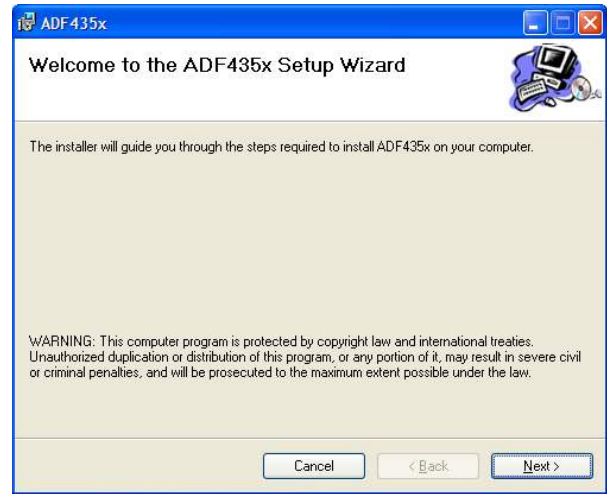 ADF435x
Welcome to the ADF435x Setup Wizard
The installer will guide you through the steps required to install ADF435x on your computer.
WARNING: This computer program is protected by copyright law and international treaties.
Unauthorized duplication or distribution of this program, or any portion of it, may result in severe civil
or criminal penalties, and will be prosecuted to the maximum extent possible under the law.
Cancel
< Back
Next >